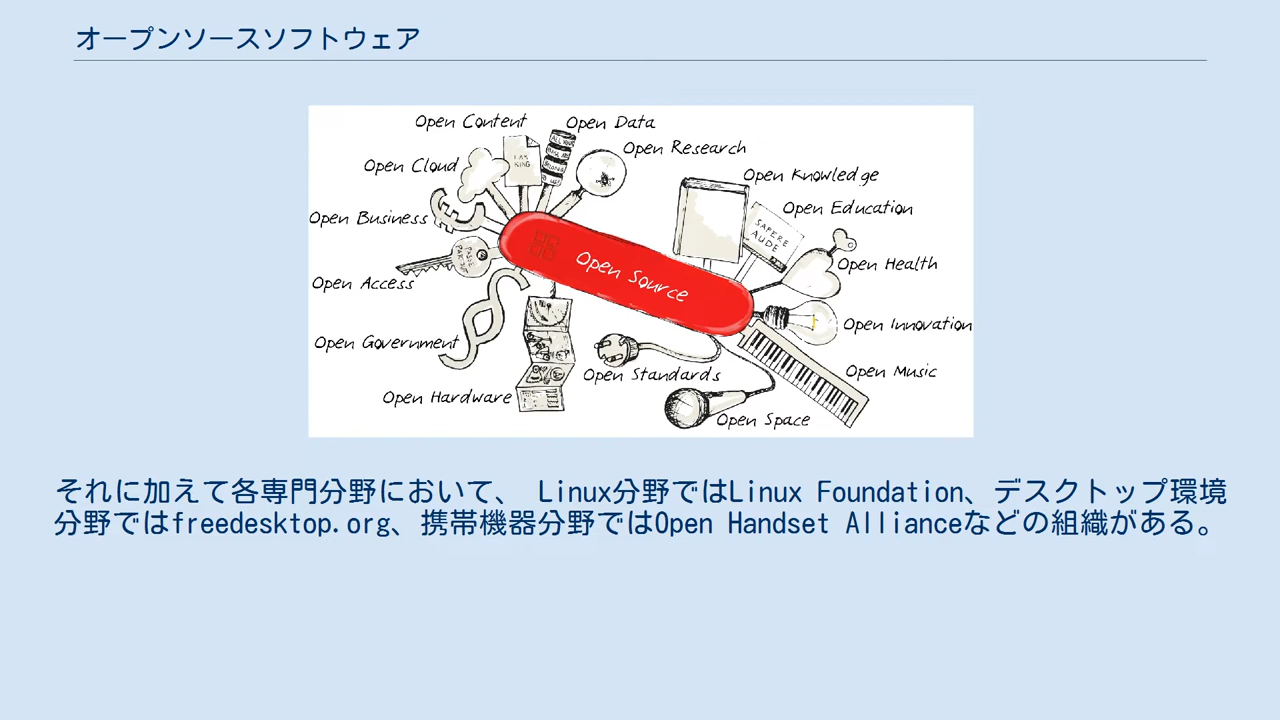 オープンソースソフトウェア
Open Content
Open Data
Open Research
Open Cloud
Open Knowledge
Open Business
Open Education
SAPERE
AUDE
I AM
KING
Open Source
Open Access
Open Health
Open Government
Open Innovation
Open Hardware
Open Standards
Open Music
Open Space
それに加えて各専門分野において、 Linux分野ではLinux Foundation、デスクトップ環境
分野ではfreedesktop.org、携帯機器分野ではOpen Handset Allianceなどの組織がある。